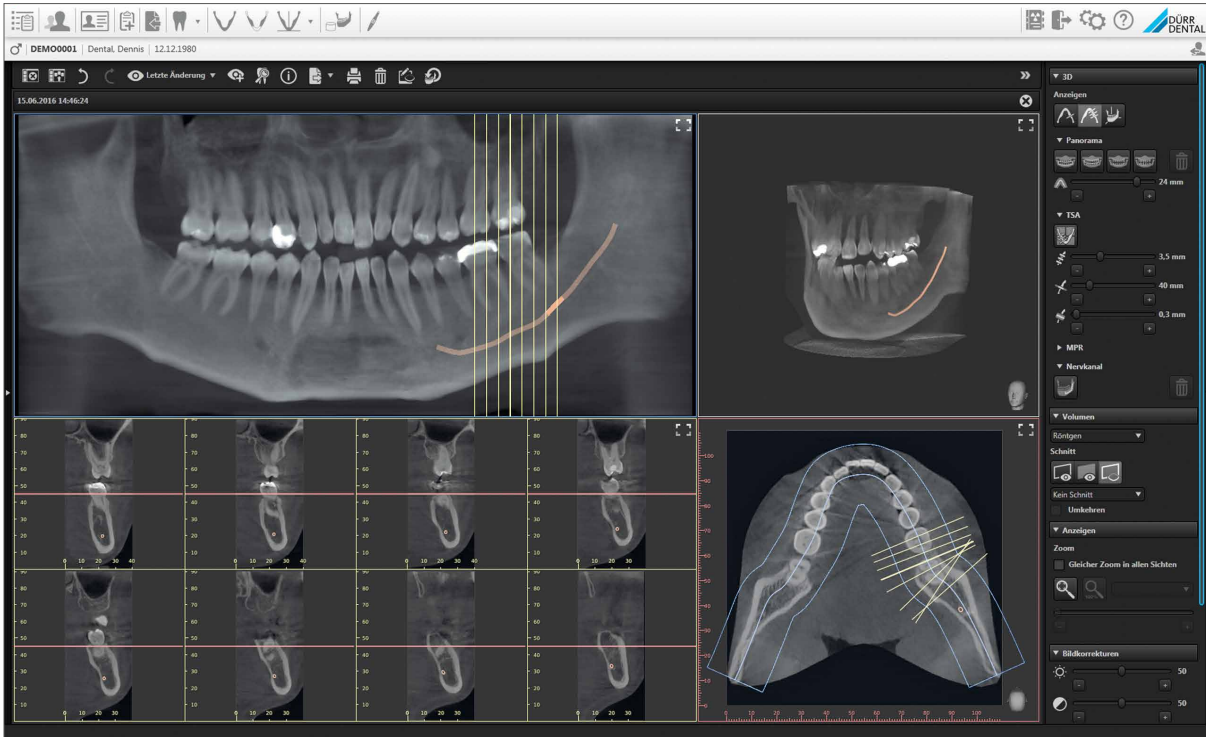 DÜRR
DENTAL
DEMO0001 | Dental, Dennis | 12.12.1980
Letzte Änderung
15.06.2016 14:46:24
3D
Anzeigen
Panorama
24 mm
TSA
3,5 mm
40 mm
0,3 mm
MPR
Nervkanal
Volumen
Röntgen
Schnitt
Kein Schnitt
Umkehren
Anzeigen
Zoom
Gleicher Zoom in allen Sichten
Bildkorrekturen
50
50